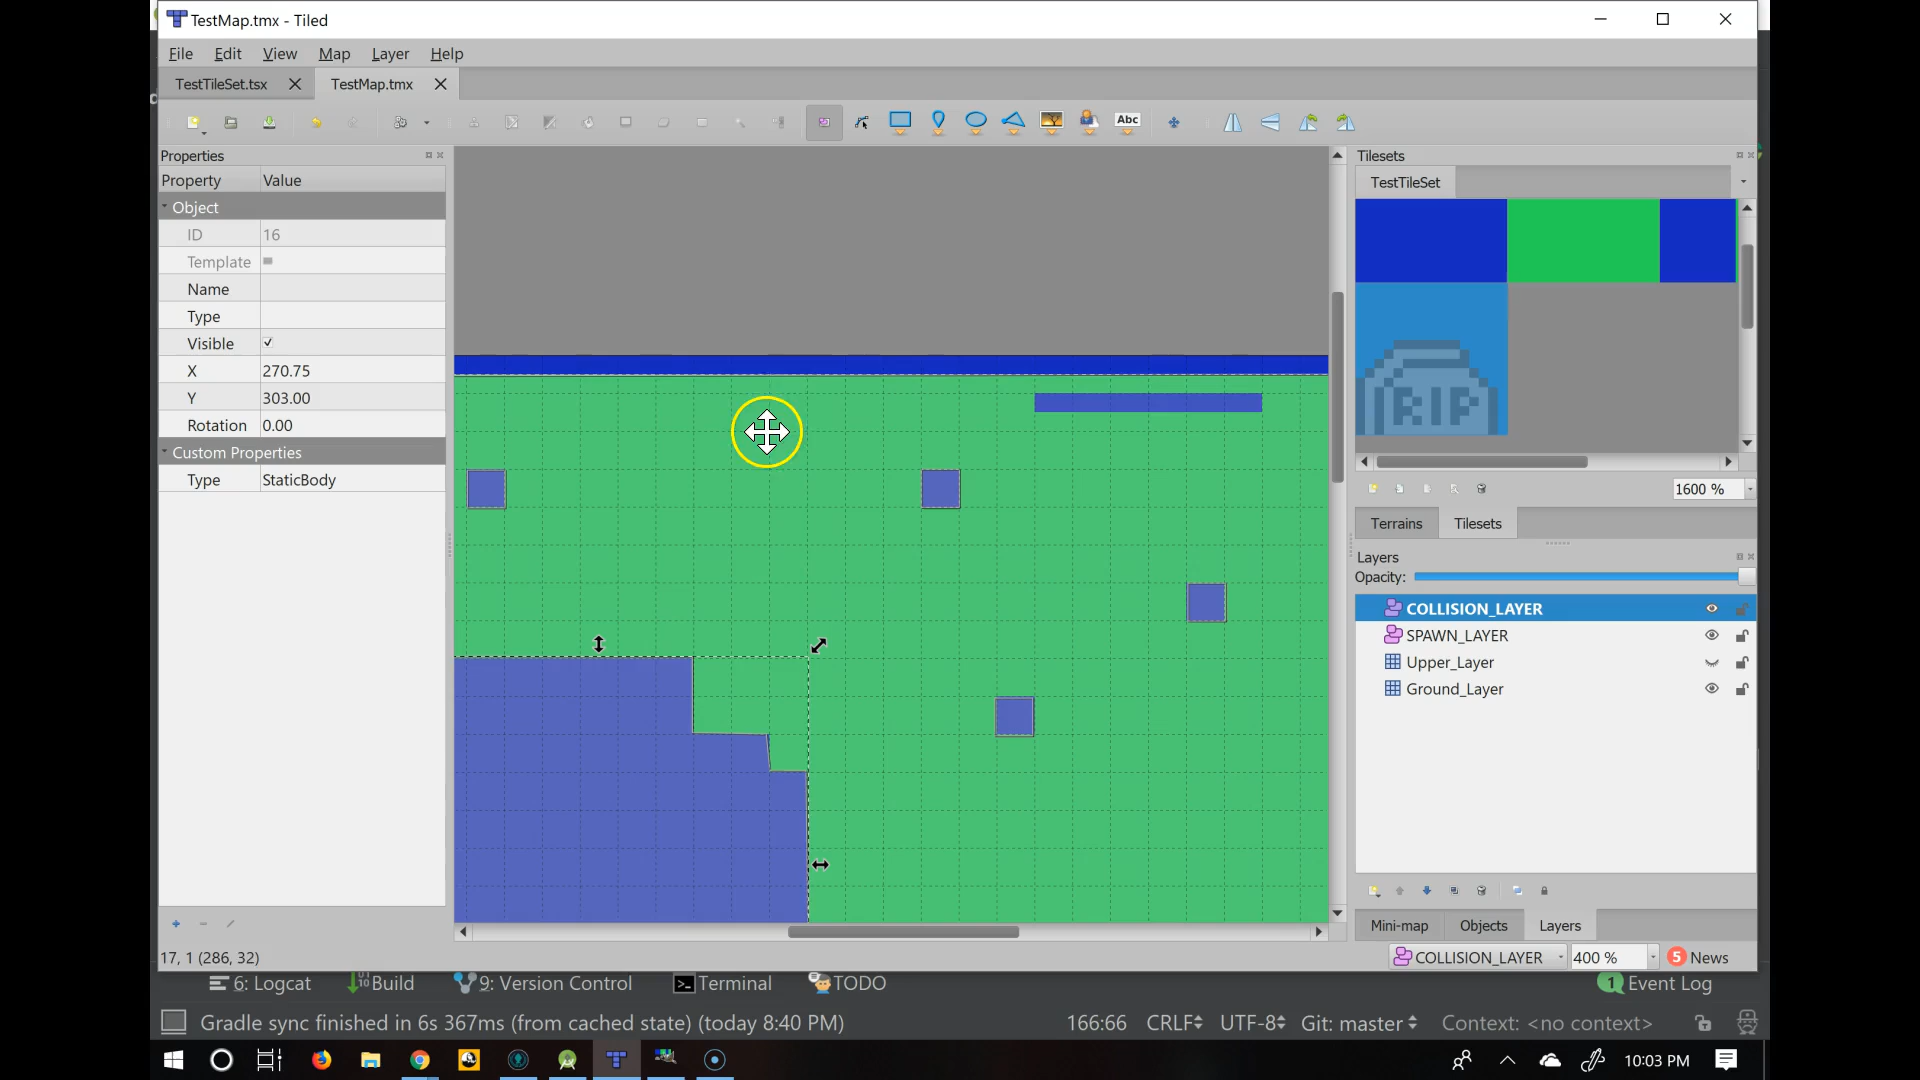 TestMap.tmx - Tiled
File Edit View Map Layer Help
TestTileSet.tsx TestMap.tmx
Abc
Properties
Property Value
Object
ID 16
Template
Name
Type
Visible
X 270.75
Y 303.00
Rotation 0.00
Custom Properties
Type StaticBody
17, 1 (286, 32)
Tilesets
TestTileSet
RIP
1600 %
Terrains Tilesets
Layers
Opacity:
COLLISION_LAYER
SPAWN_LAYER
Upper_Layer
Ground_Layer
Mini-map Objects Layers
COLLISION_LAYER 400 % 5 News
6: Logcat Build 9: Version Control Terminal TODO 1 Event Log
Gradle sync finished in 6s 367ms (from cached state) (today 8:40 PM) 166:66 CRLF UTF-8 Git: master Context: <no context>
10:03 PM